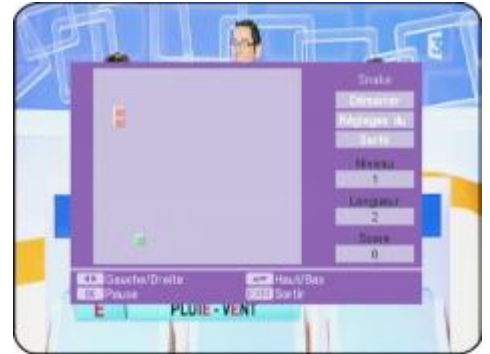 Snake
Démarrer
Réglages du
Sortir
Niveau
1
Longueur
2
Score
0
Gauche/Droite
Haut/Bas
OK Pause
EXIT Sortir
E PLUIE - VENT
3